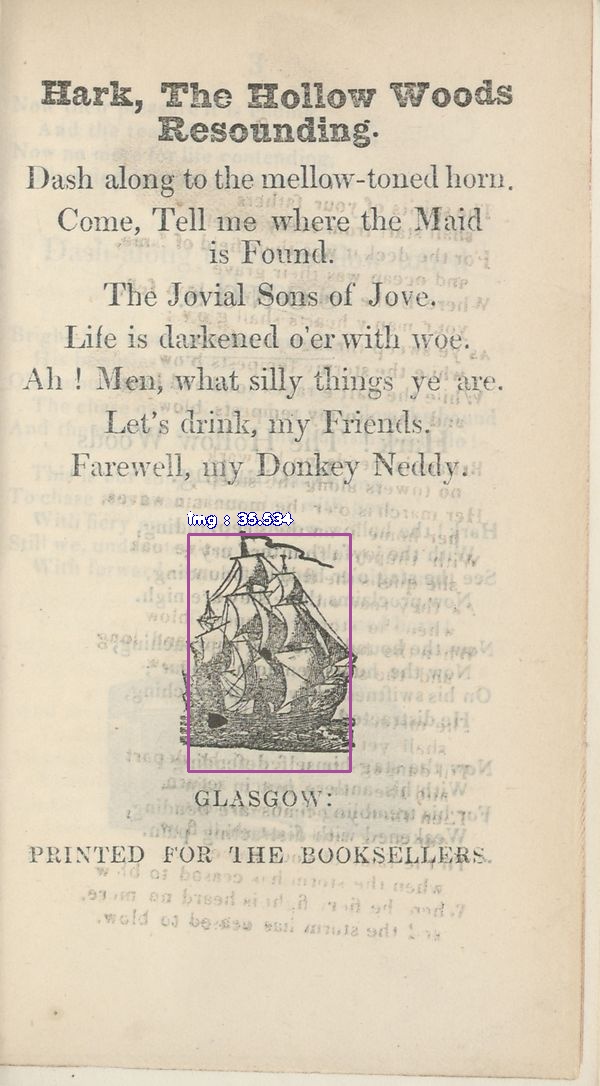 Hark, The Hollow Woods
Resounding.
Dash along to the mellow-toned horn.
Come, Tell me where the Maid
is Found.
The Jovial Sons of Jove.
Life is darkened o'er with woe.
Ah ! Men, what silly things ye are.
Let's drink, my Friends.
Farewell, my Donkey Neddy.
img : 35.534
GLASGOW:
PRINTED FOR THE BOOKSELLERS.